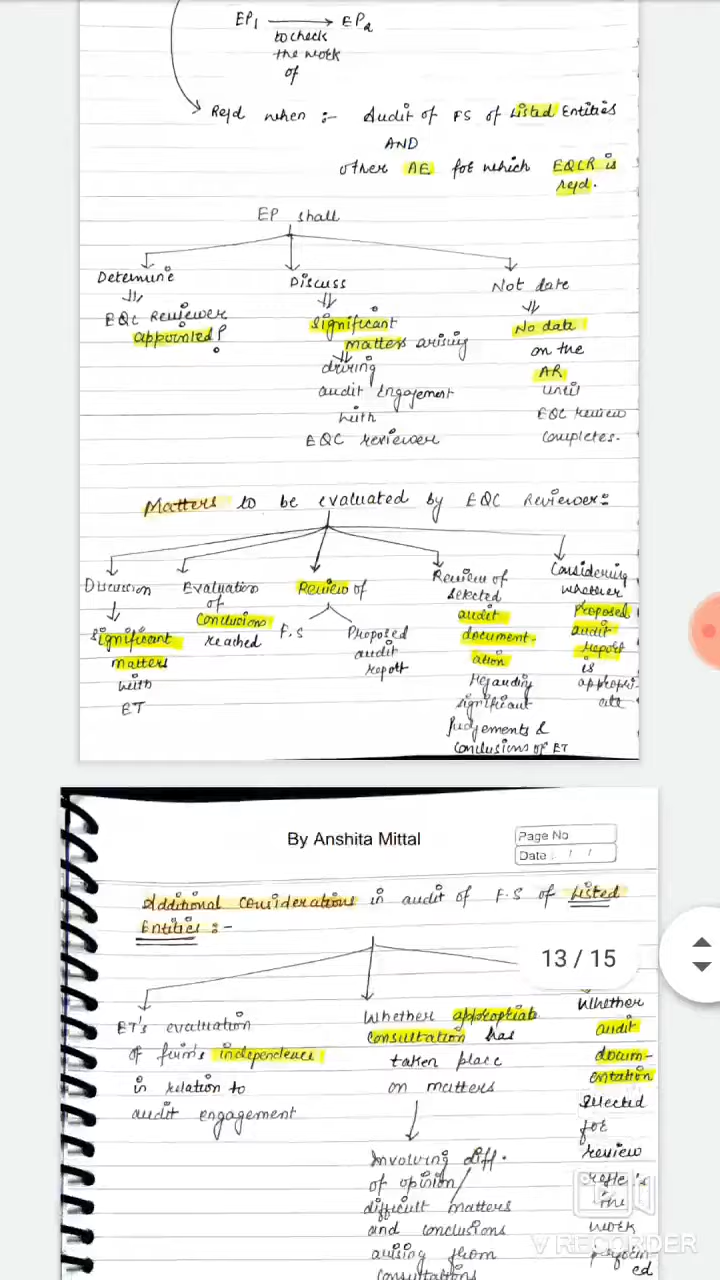 EP1 → EP2
to check
the work
of
Reqd when :- Audit of FS of Listed Entities
AND
other AE for which EQCR is
reqd.
EP shall
Determine
EQC Reviewer
appointed?
Discuss
Significant
matters arising
during
audit Engagement
with
EQC reviewer
Not date
No date
on the
AR
until
EQC review
completes.
Matters to be evaluated by EQC Reviewer:-
Discussion
Significant
matters
with
ET
Evaluation
of
Conclusions
reached
Review of
F.S
Proposed
audit
report
Review of
selected
audit
document-
ation
regarding
significant
judgements &
conclusions of ET
Considering
whether
proposed
audit
report
is
appropri-
ate
By Anshita Mittal
Page No
Date : / /
Additional considerations in audit of F.S of Listed
Entities :-
13 / 15
ET's evaluation
of firm's independence
in relation to
audit engagement
Whether appropriate
consultation has
taken place
on matters
Involving diff.
of opinion/
difficult matters
and conclusions
arising from
consultations
Whether
audit
docum-
entation
selected
for
review
the
work
perform-
ed
V RECORDER